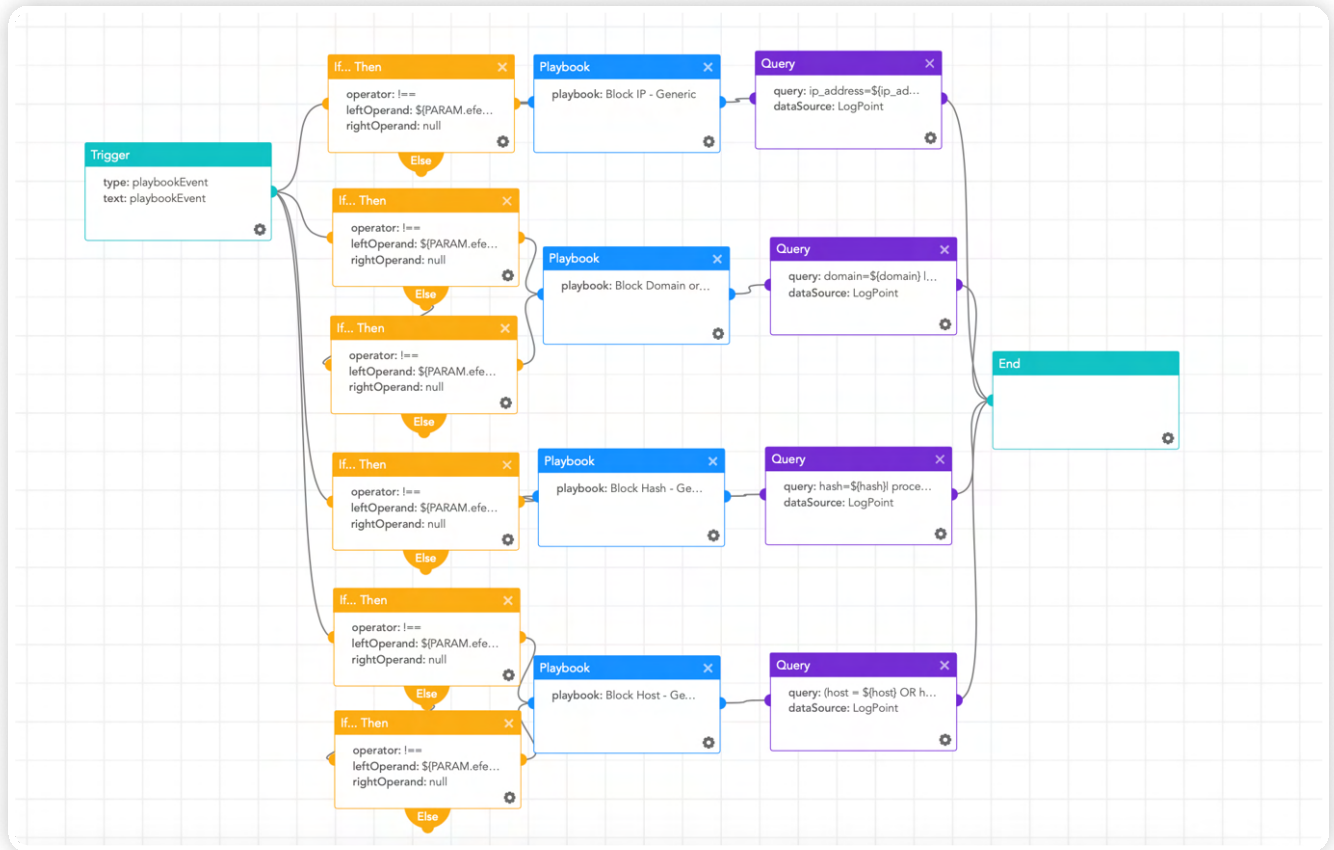 Trigger
type: playbookEvent
text: playbookEvent
If... Then
operator: !==
leftOperand: ${PARAM.efe...
rightOperand: null
Else
Playbook
playbook: Block IP - Generic
Query
query: ip_address=${ip_ad...
dataSource: LogPoint
If... Then
operator: !==
leftOperand: ${PARAM.efe...
rightOperand: null
Else
If... Then
operator: !==
leftOperand: ${PARAM.efe...
rightOperand: null
Else
Playbook
playbook: Block Domain or...
Query
query: domain=${domain} |...
dataSource: LogPoint
End
If... Then
operator: !==
leftOperand: ${PARAM.efe...
rightOperand: null
Else
Playbook
playbook: Block Hash - Ge...
Query
query: hash=${hash}| proce...
dataSource: LogPoint
If... Then
operator: !==
leftOperand: ${PARAM.efe...
rightOperand: null
Else
If... Then
operator: !==
leftOperand: ${PARAM.efe...
rightOperand: null
Else
Playbook
playbook: Block Host - Ge...
Query
query: (host = ${host} OR h...
dataSource: LogPoint